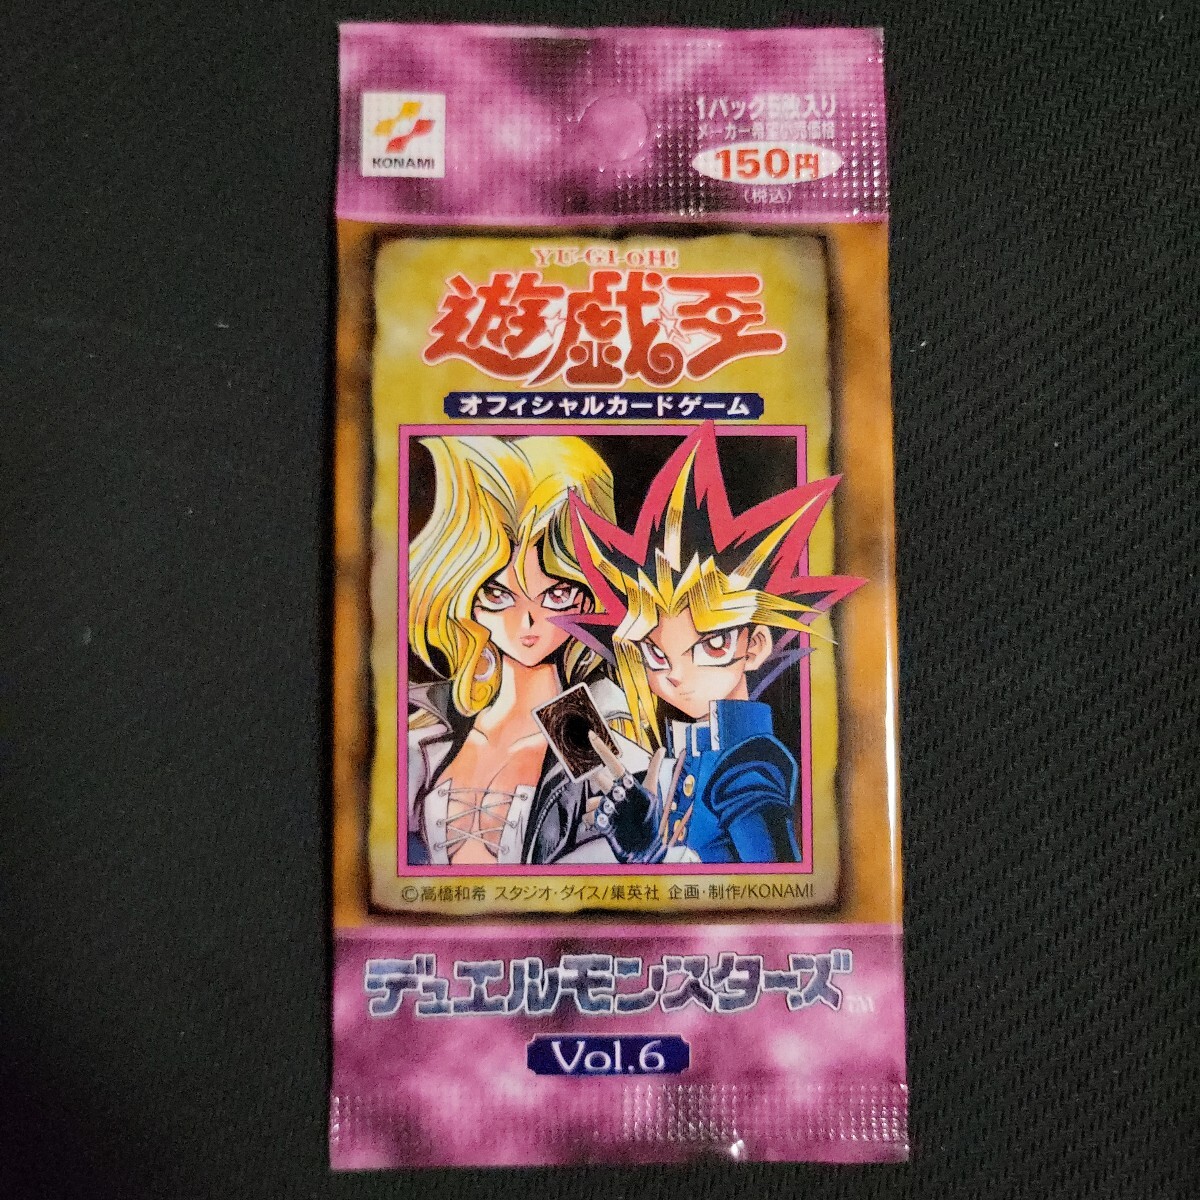 KONAMI
1パック5枚入り
メーカー希望小売価格
150円
(税込)
YU-GI-OH!
遊☆戯☆王
オフィシャルカードゲーム
©高橋和希 スタジオ・ダイス/集英社 企画・制作/KONAMI
デュエルモンスターズ™
Vol.6